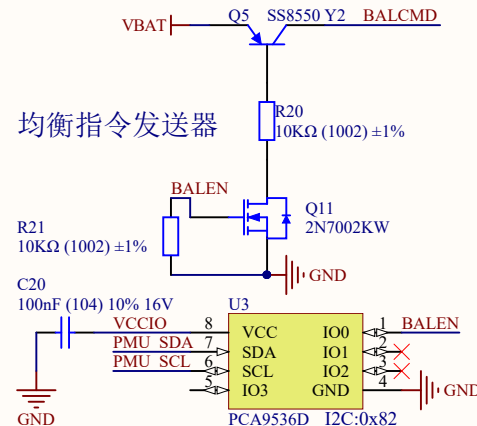 Q5 SS8550 Y2 BALCMD
VBAT
R20
10KΩ (1002) ±1%
均衡指令发送器
BALEN
Q11
2N7002KW
R21
10KΩ (1002) ±1%
GND
C20
100nF (104) 10% 16V
U3
VCCIO 8 VCC IO0 1 BALEN
PMU_SDA 7 SDA IO1 2
PMU_SCL 6 SCL IO2 3
5 IO3 GND 4 GND
GND
PCA9536D I2C:0x82